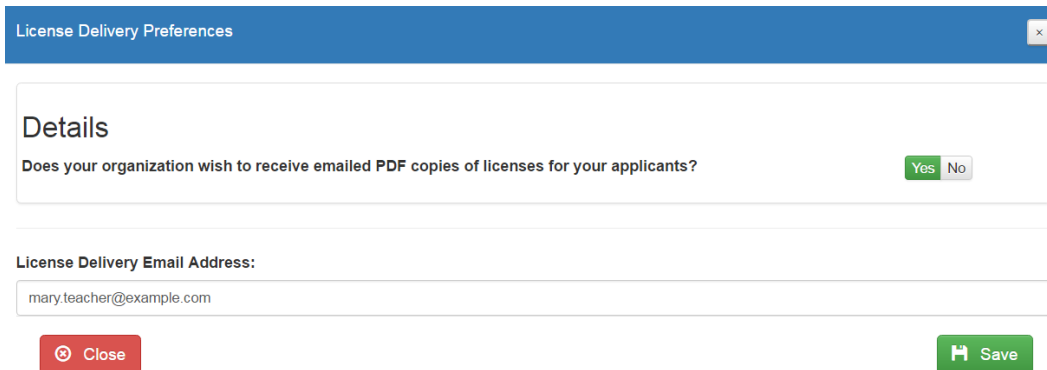 License Delivery Preferences
×
Details
Does your organization wish to receive emailed PDF copies of licenses for your applicants?
Yes No
License Delivery Email Address:
mary.teacher@example.com
Close
Save